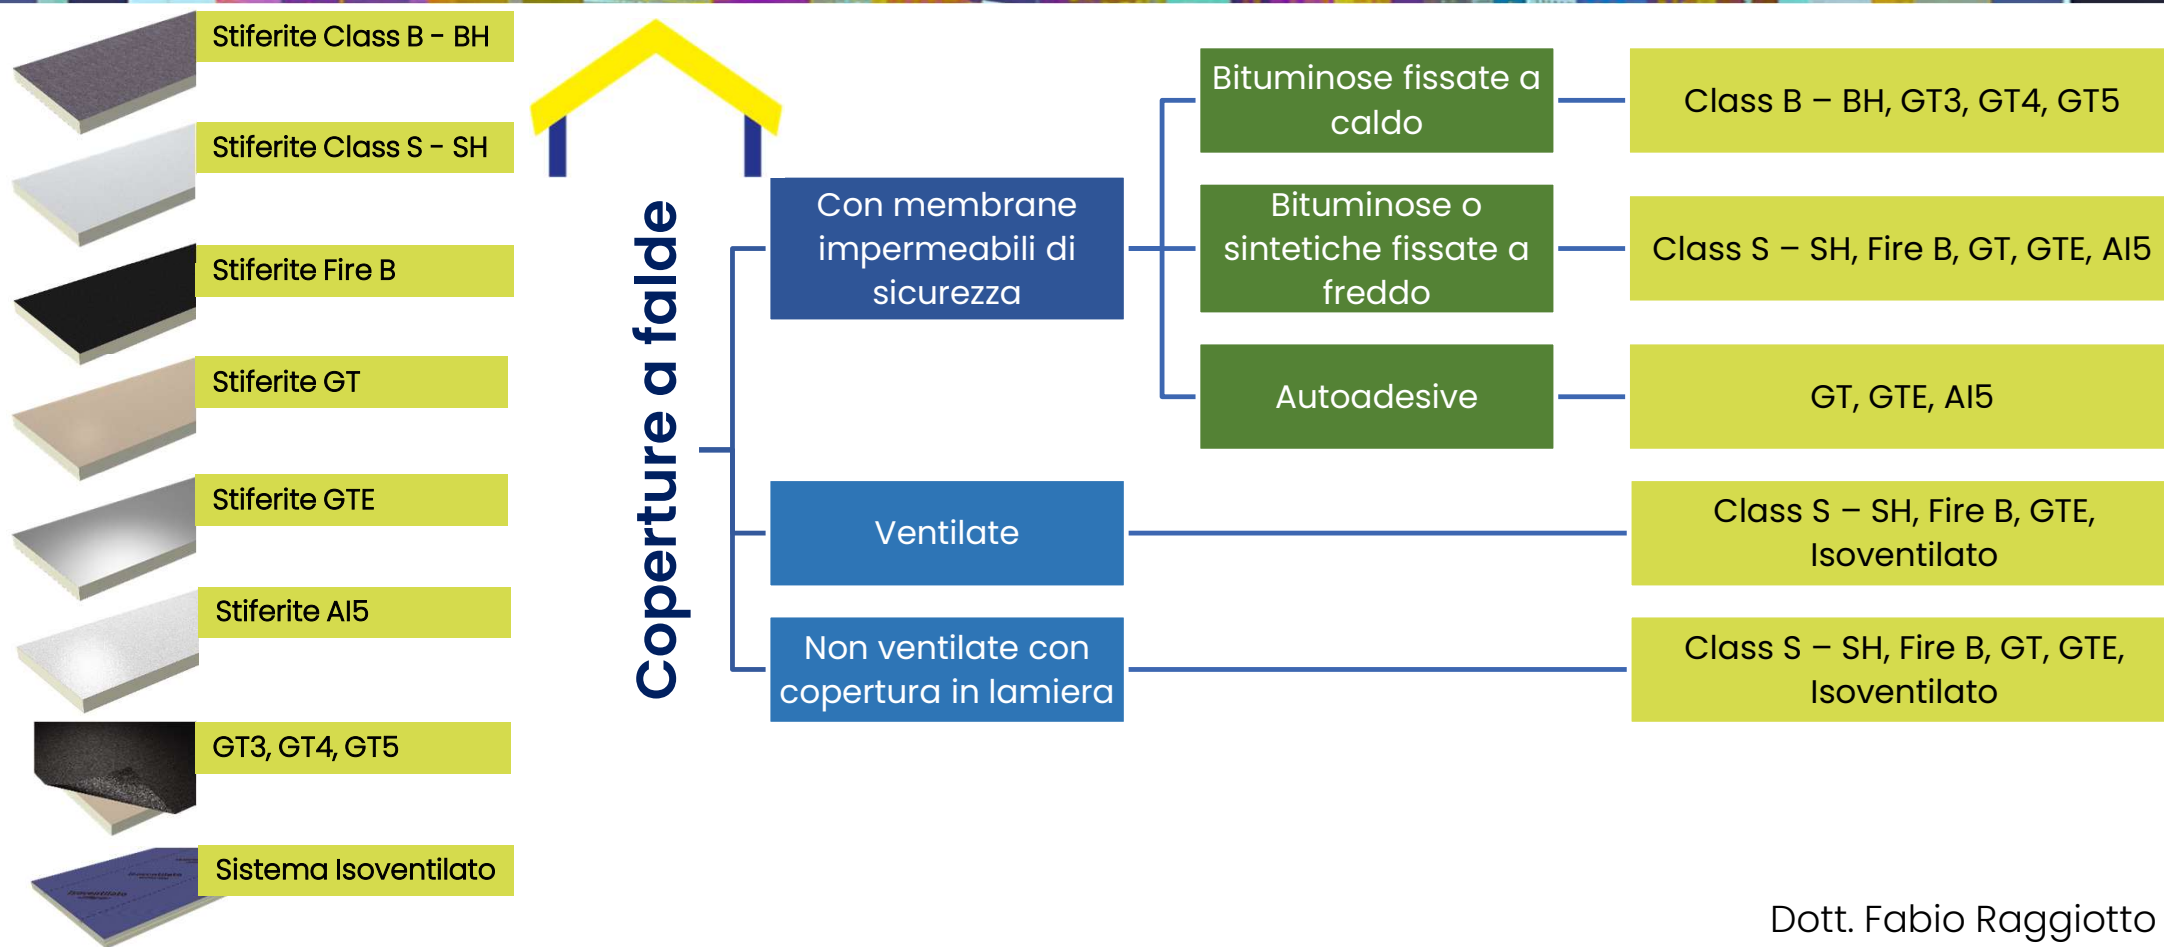 Stiferite Class B - BH
Stiferite Class S - SH
Stiferite Fire B
Stiferite GT
Stiferite GTE
Stiferite AI5
GT3, GT4, GT5
Sistema Isoventilato
Isoventilato
Isoventilato
Coperture a falde
Con membrane
impermeabili di
sicurezza
Bituminose fissate a
caldo
Class B – BH, GT3, GT4, GT5
Bituminose o
sintetiche fissate a
freddo
Class S – SH, Fire B, GT, GTE, AI5
Autoadesive
GT, GTE, AI5
Ventilate
Class S – SH, Fire B, GTE,
Isoventilato
Non ventilate con
copertura in lamiera
Class S – SH, Fire B, GT, GTE,
Isoventilato
Dott. Fabio Raggiotto